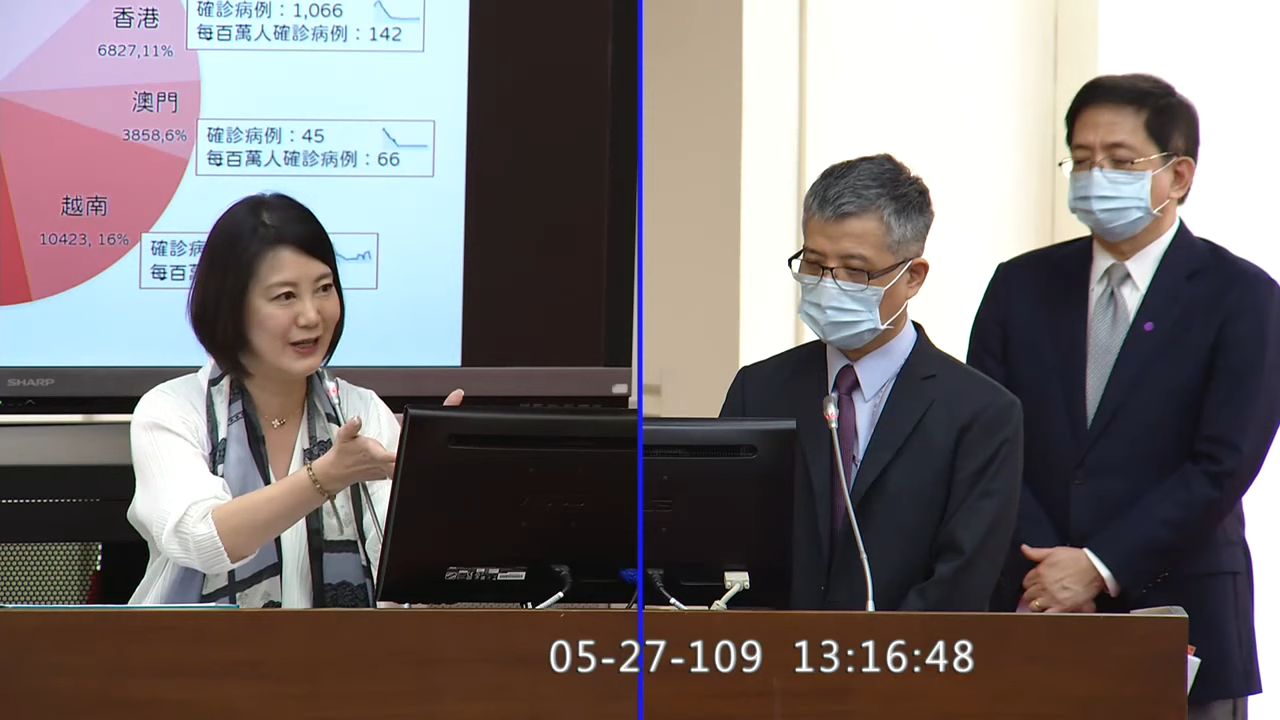 香港
6827,11%
確診病例：1,066
每百萬人確診病例：142
澳門
3858,6%
確診病例：45
每百萬人確診病例：66
越南
10423, 16%
確診
每百
SHARP
05-27-109 13:16:48